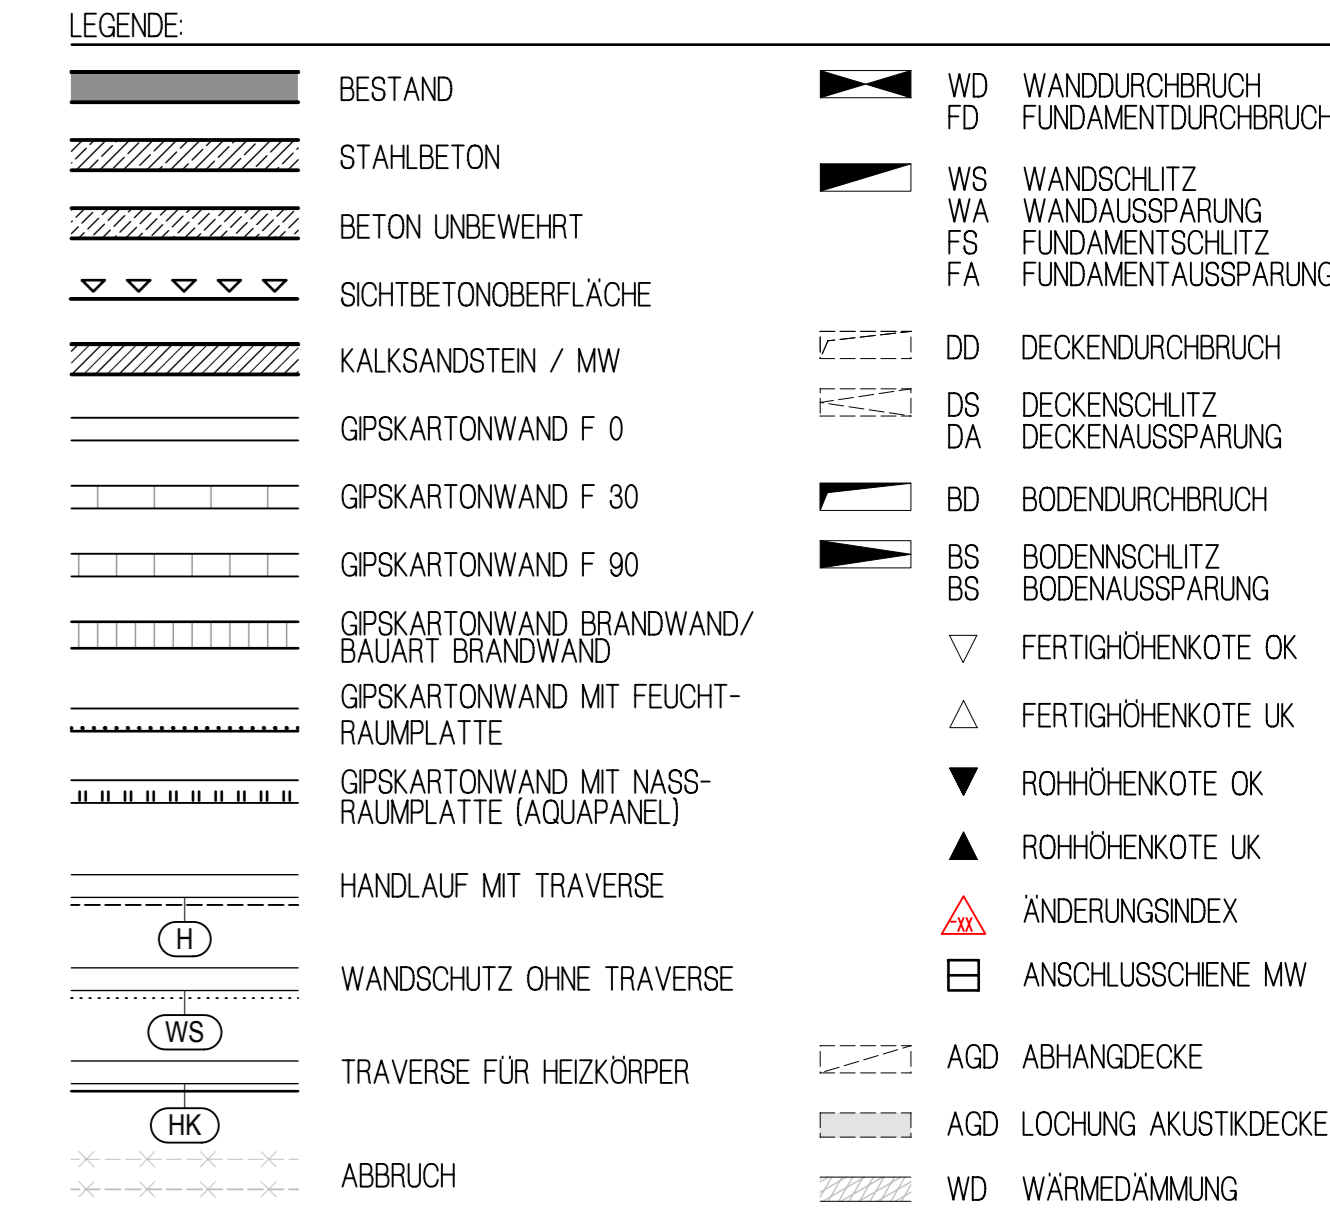 LEGENDE:
BESTAND
STAHLBETON
BETON UNBEWEHRT
SICHTBETONOBERFLÄCHE
KALKSANDSTEIN / MW
GIPSKARTONWAND F 0
GIPSKARTONWAND F 30
GIPSKARTONWAND F 90
GIPSKARTONWAND BRANDWAND/
BAUART BRANDWAND
GIPSKARTONWAND MIT FEUCHT-
RAUMPLATTE
GIPSKARTONWAND MIT NASS-
RAUMPLATTE (AQUAPANEL)
HANDLAUF MIT TRAVERSE
H
WANDSCHUTZ OHNE TRAVERSE
WS
TRAVERSE FÜR HEIZKÖRPER
HK
ABBRUCH
WD WANDDURCHBRUCH
FD FUNDAMENTDURCHBRUCH
WS WANDSCHLITZ
WA WANDAUSSPARUNG
FS FUNDAMENTSCHLITZ
FA FUNDAMENTAUSSPARUNG
DD DECKENDURCHBRUCH
DS DECKENSCHLITZ
DA DECKENAUSSPARUNG
BD BODENDURCHBRUCH
BS BODENNSCHLITZ
BS BODENAUSSPARUNG
FERTIGHÖHENKOTE OK
FERTIGHÖHENKOTE UK
ROHHÖHENKOTE OK
ROHHÖHENKOTE UK
-XX ÄNDERUNGSINDEX
ANSCHLUSSCHIENE MW
AGD ABHANGDECKE
AGD LOCHUNG AKUSTIKDECKE
WD WÄRMEDÄMMUNG